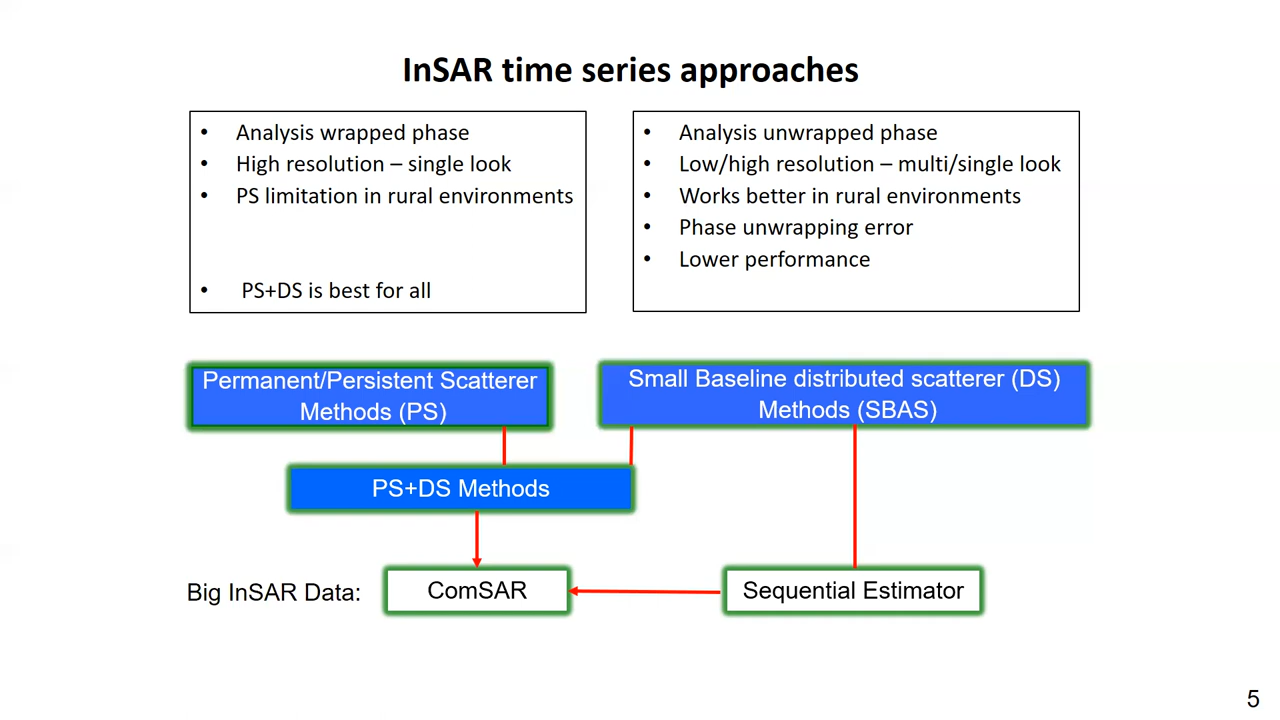 InSAR time series approaches
• Analysis wrapped phase
• High resolution – single look
• PS limitation in rural environments
• PS+DS is best for all
• Analysis unwrapped phase
• Low/high resolution – multi/single look
• Works better in rural environments
• Phase unwrapping error
• Lower performance
Permanent/Persistent Scatterer
Methods (PS)
Small Baseline distributed scatterer (DS)
Methods (SBAS)
PS+DS Methods
Big InSAR Data:
ComSAR
Sequential Estimator
5